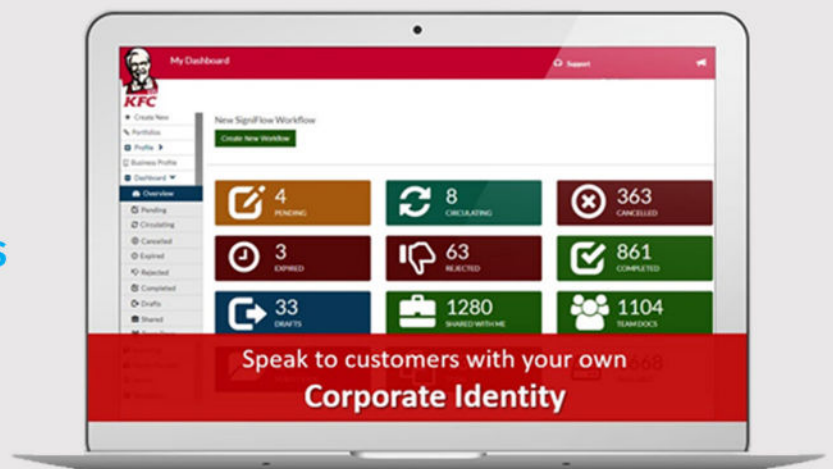 My Dashboard
Support
KFC
Create New
Portfolios
Profile
Business Profile
Dashboard
Overview
Pending
Circulating
Cancelled
Expired
Rejected
Completed
Drafts
Shared
New SigniFlow Workflow
Create New Workflow
4
PENDING
8
CIRCULATING
363
CANCELLED
3
EXPIRED
63
REJECTED
861
COMPLETED
33
DRAFTS
1280
SHARED WITH ME
1104
TEAM DOCS
s
Speak to customers with your own
Corporate Identity